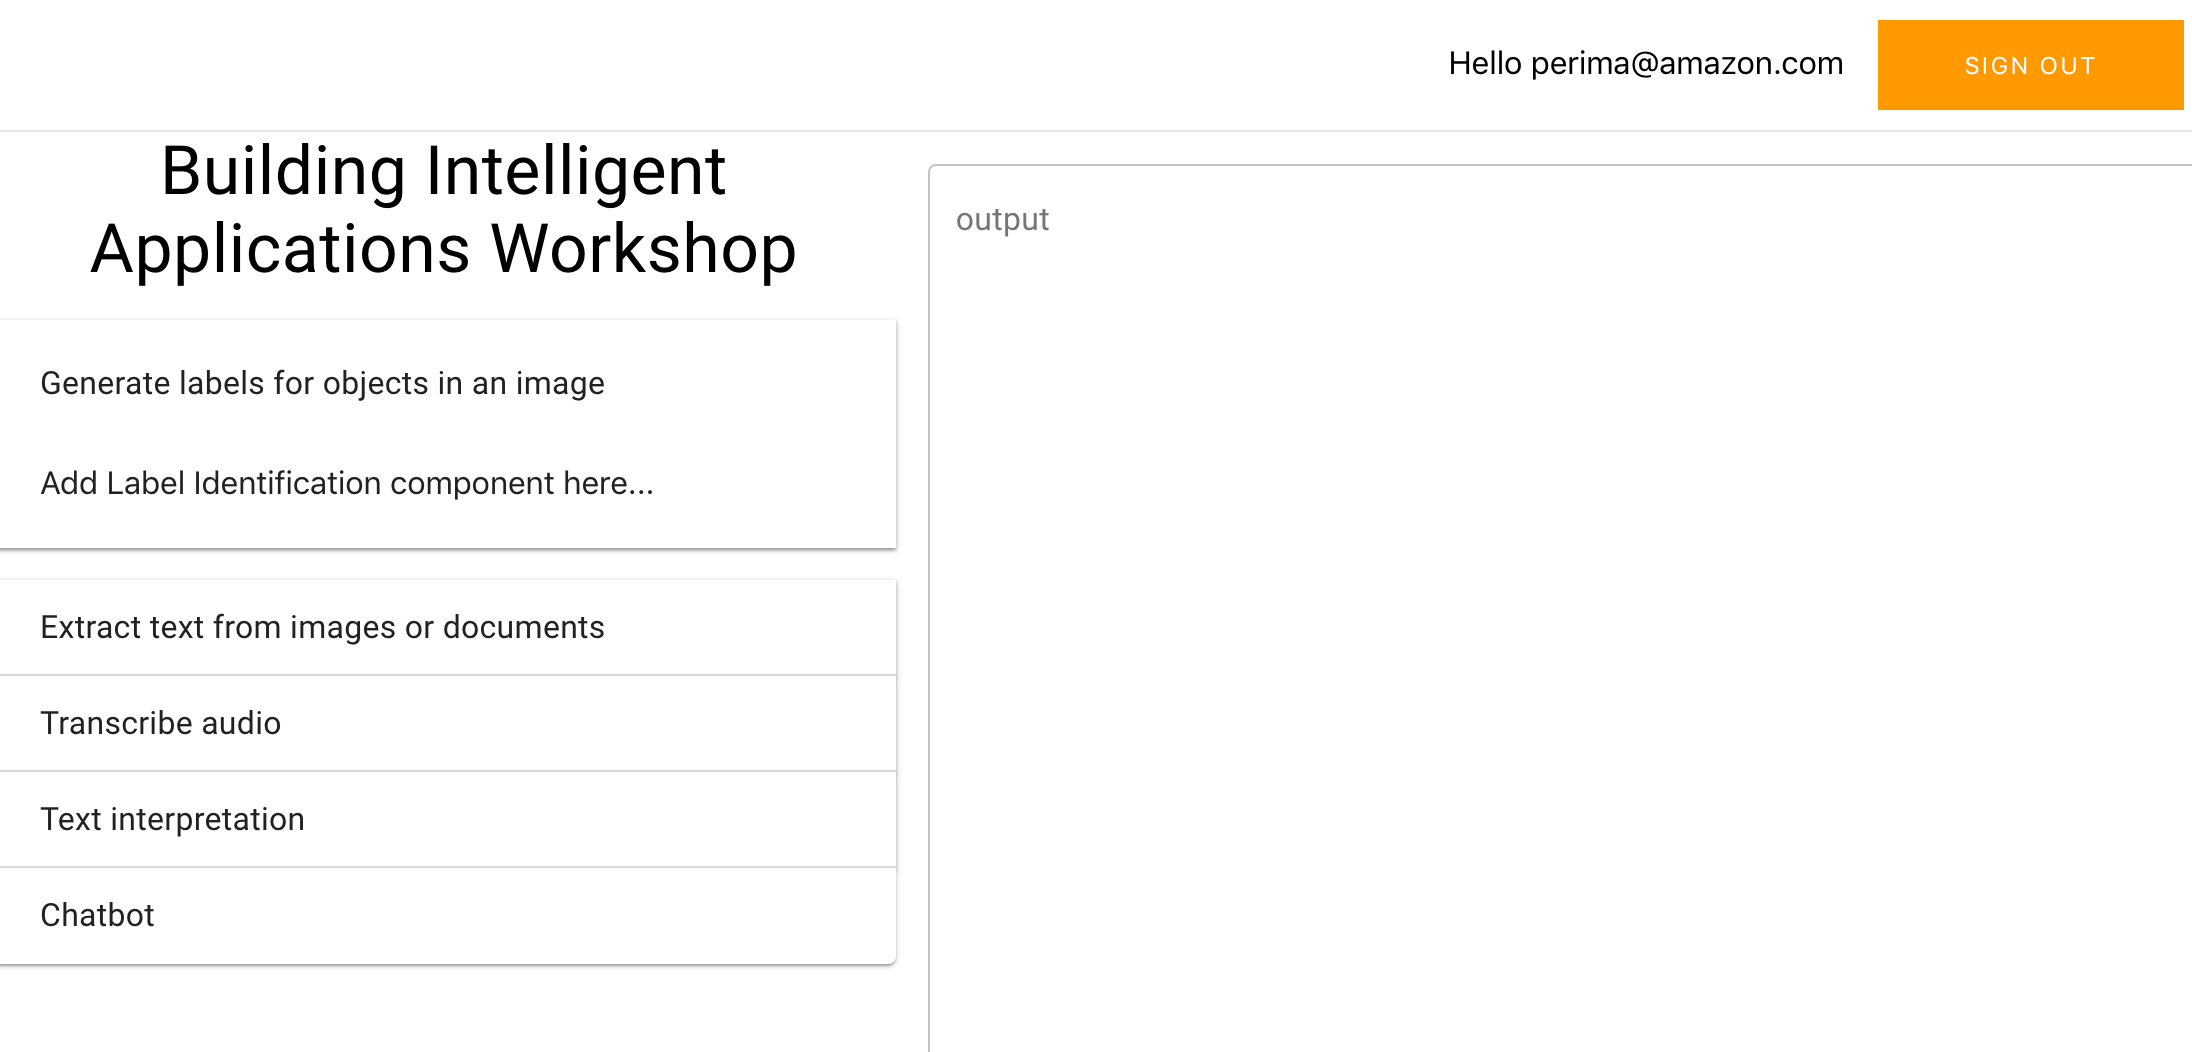 Hello perima@amazon.com
SIGN OUT
Building Intelligent
Applications Workshop
output
Generate labels for objects in an image
Add Label Identification component here...
Extract text from images or documents
Transcribe audio
Text interpretation
Chatbot